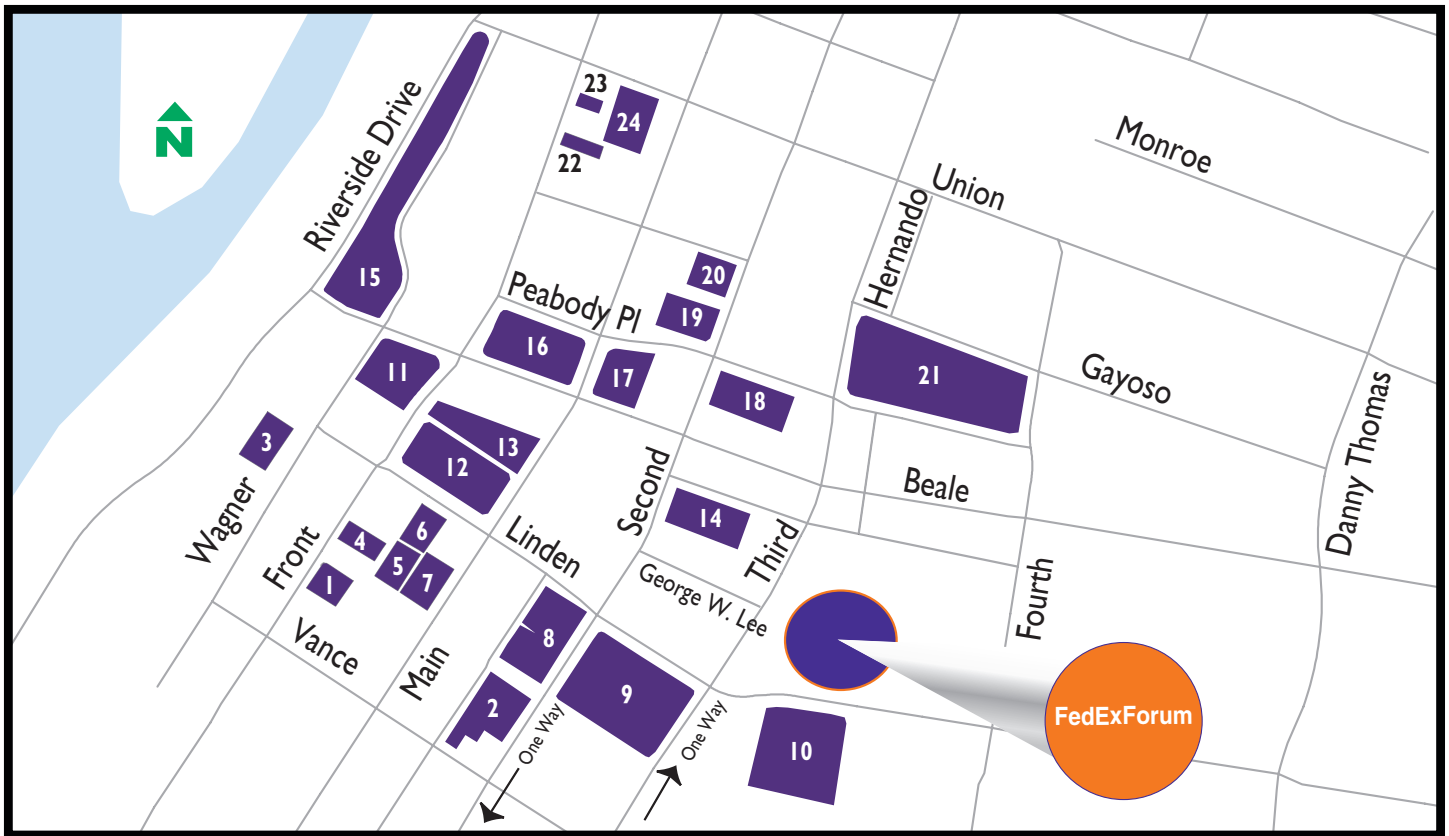 23
24
22
Monroe
Riverside Drive
Union
Hernando
15
20
19
Peabody Pl
16
17
18
21
Gayoso
11
3
13
12
Danny Thomas
Beale
Second
14
Wagner
Front
4
6
5
7
1
Linden
Third
George W. Lee
Fourth
Vance
Main
8
9
2
One Way
One Way
10
FedExForum
N